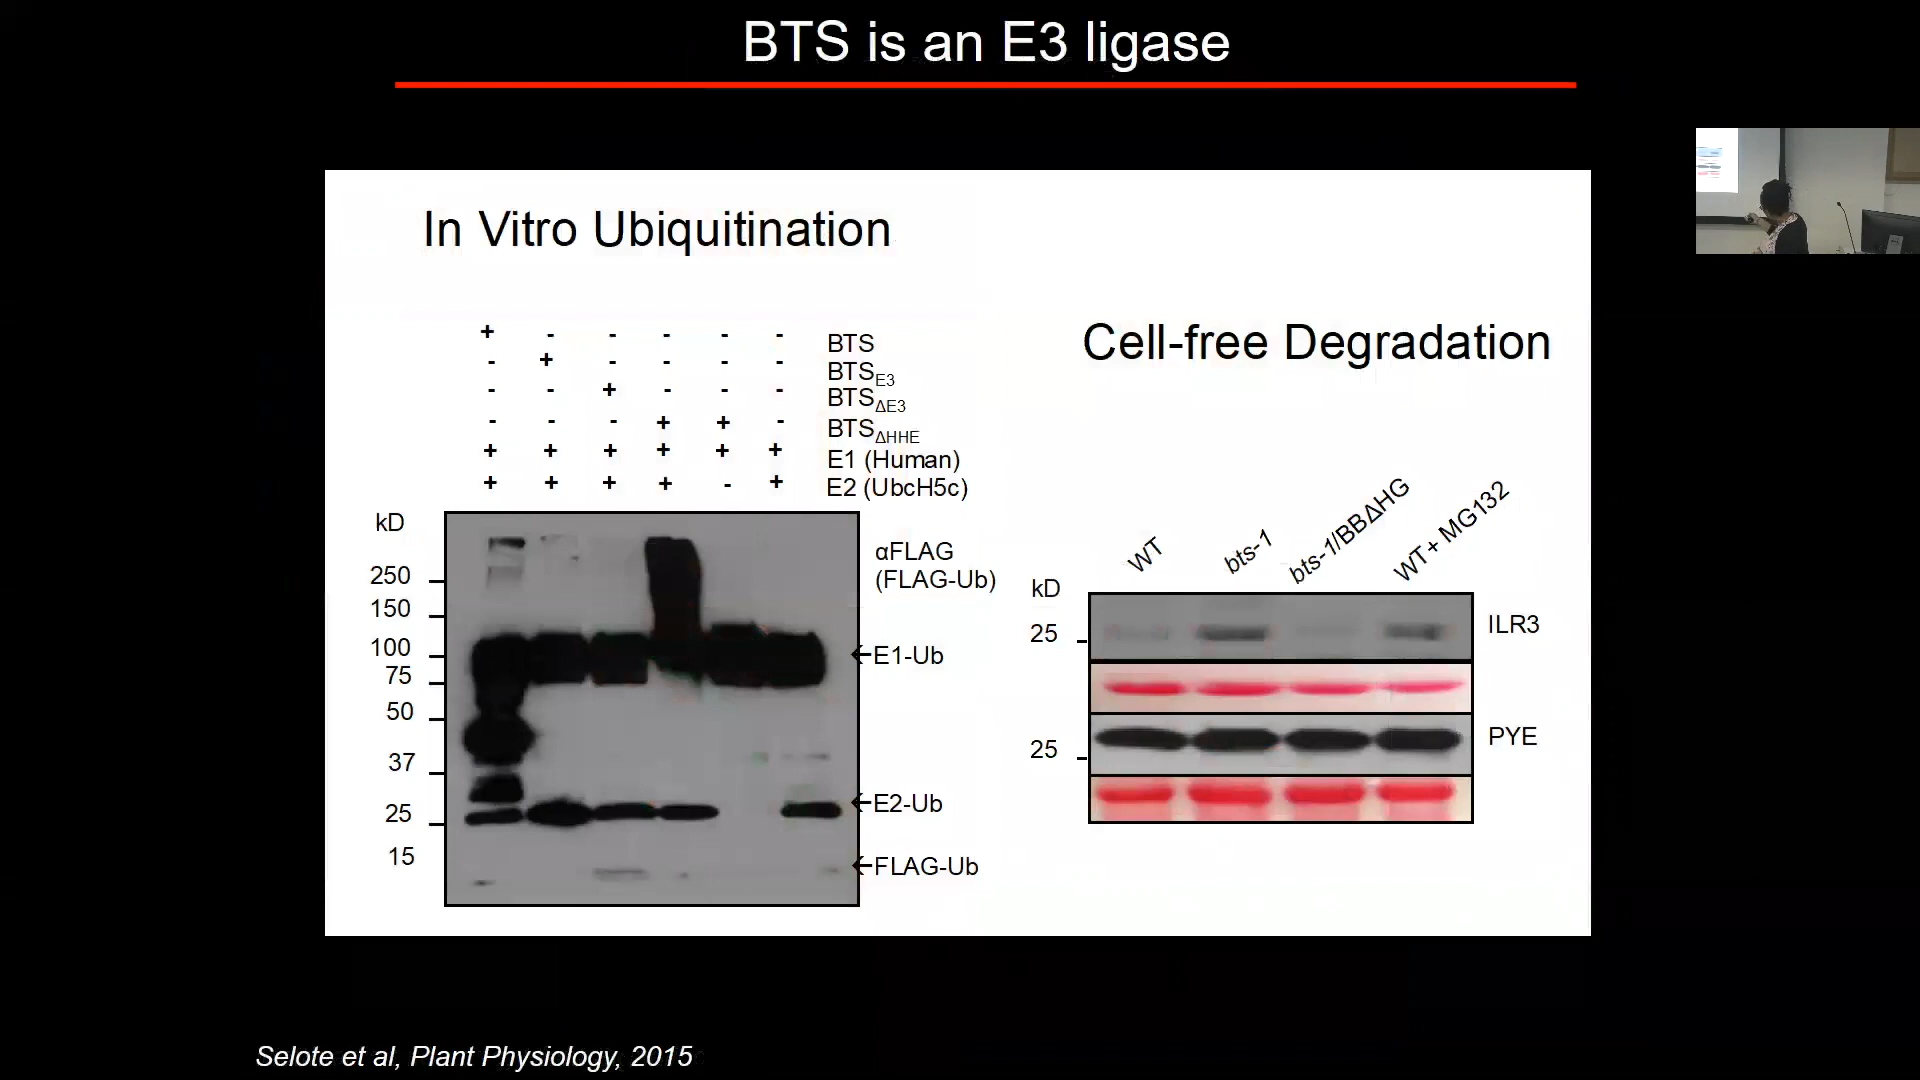 BTS is an E3 ligase
In Vitro Ubiquitination
+ - - - - - BTS
- + - - - - BTSE3
- - + - - - BTSΔE3
- - - + + - BTSΔHHE
+ + + + + + E1 (Human)
+ + + + - + E2 (UbcH5c)
kD
250
150
100
75
50
37
25
15
αFLAG
(FLAG-Ub)
←E1-Ub
←E2-Ub
←FLAG-Ub
Cell-free Degradation
WT
bts-1
bts-1/BBΔHG
WT+ MG132
kD
25
ILR3
25
PYE
Selote et al, Plant Physiology, 2015